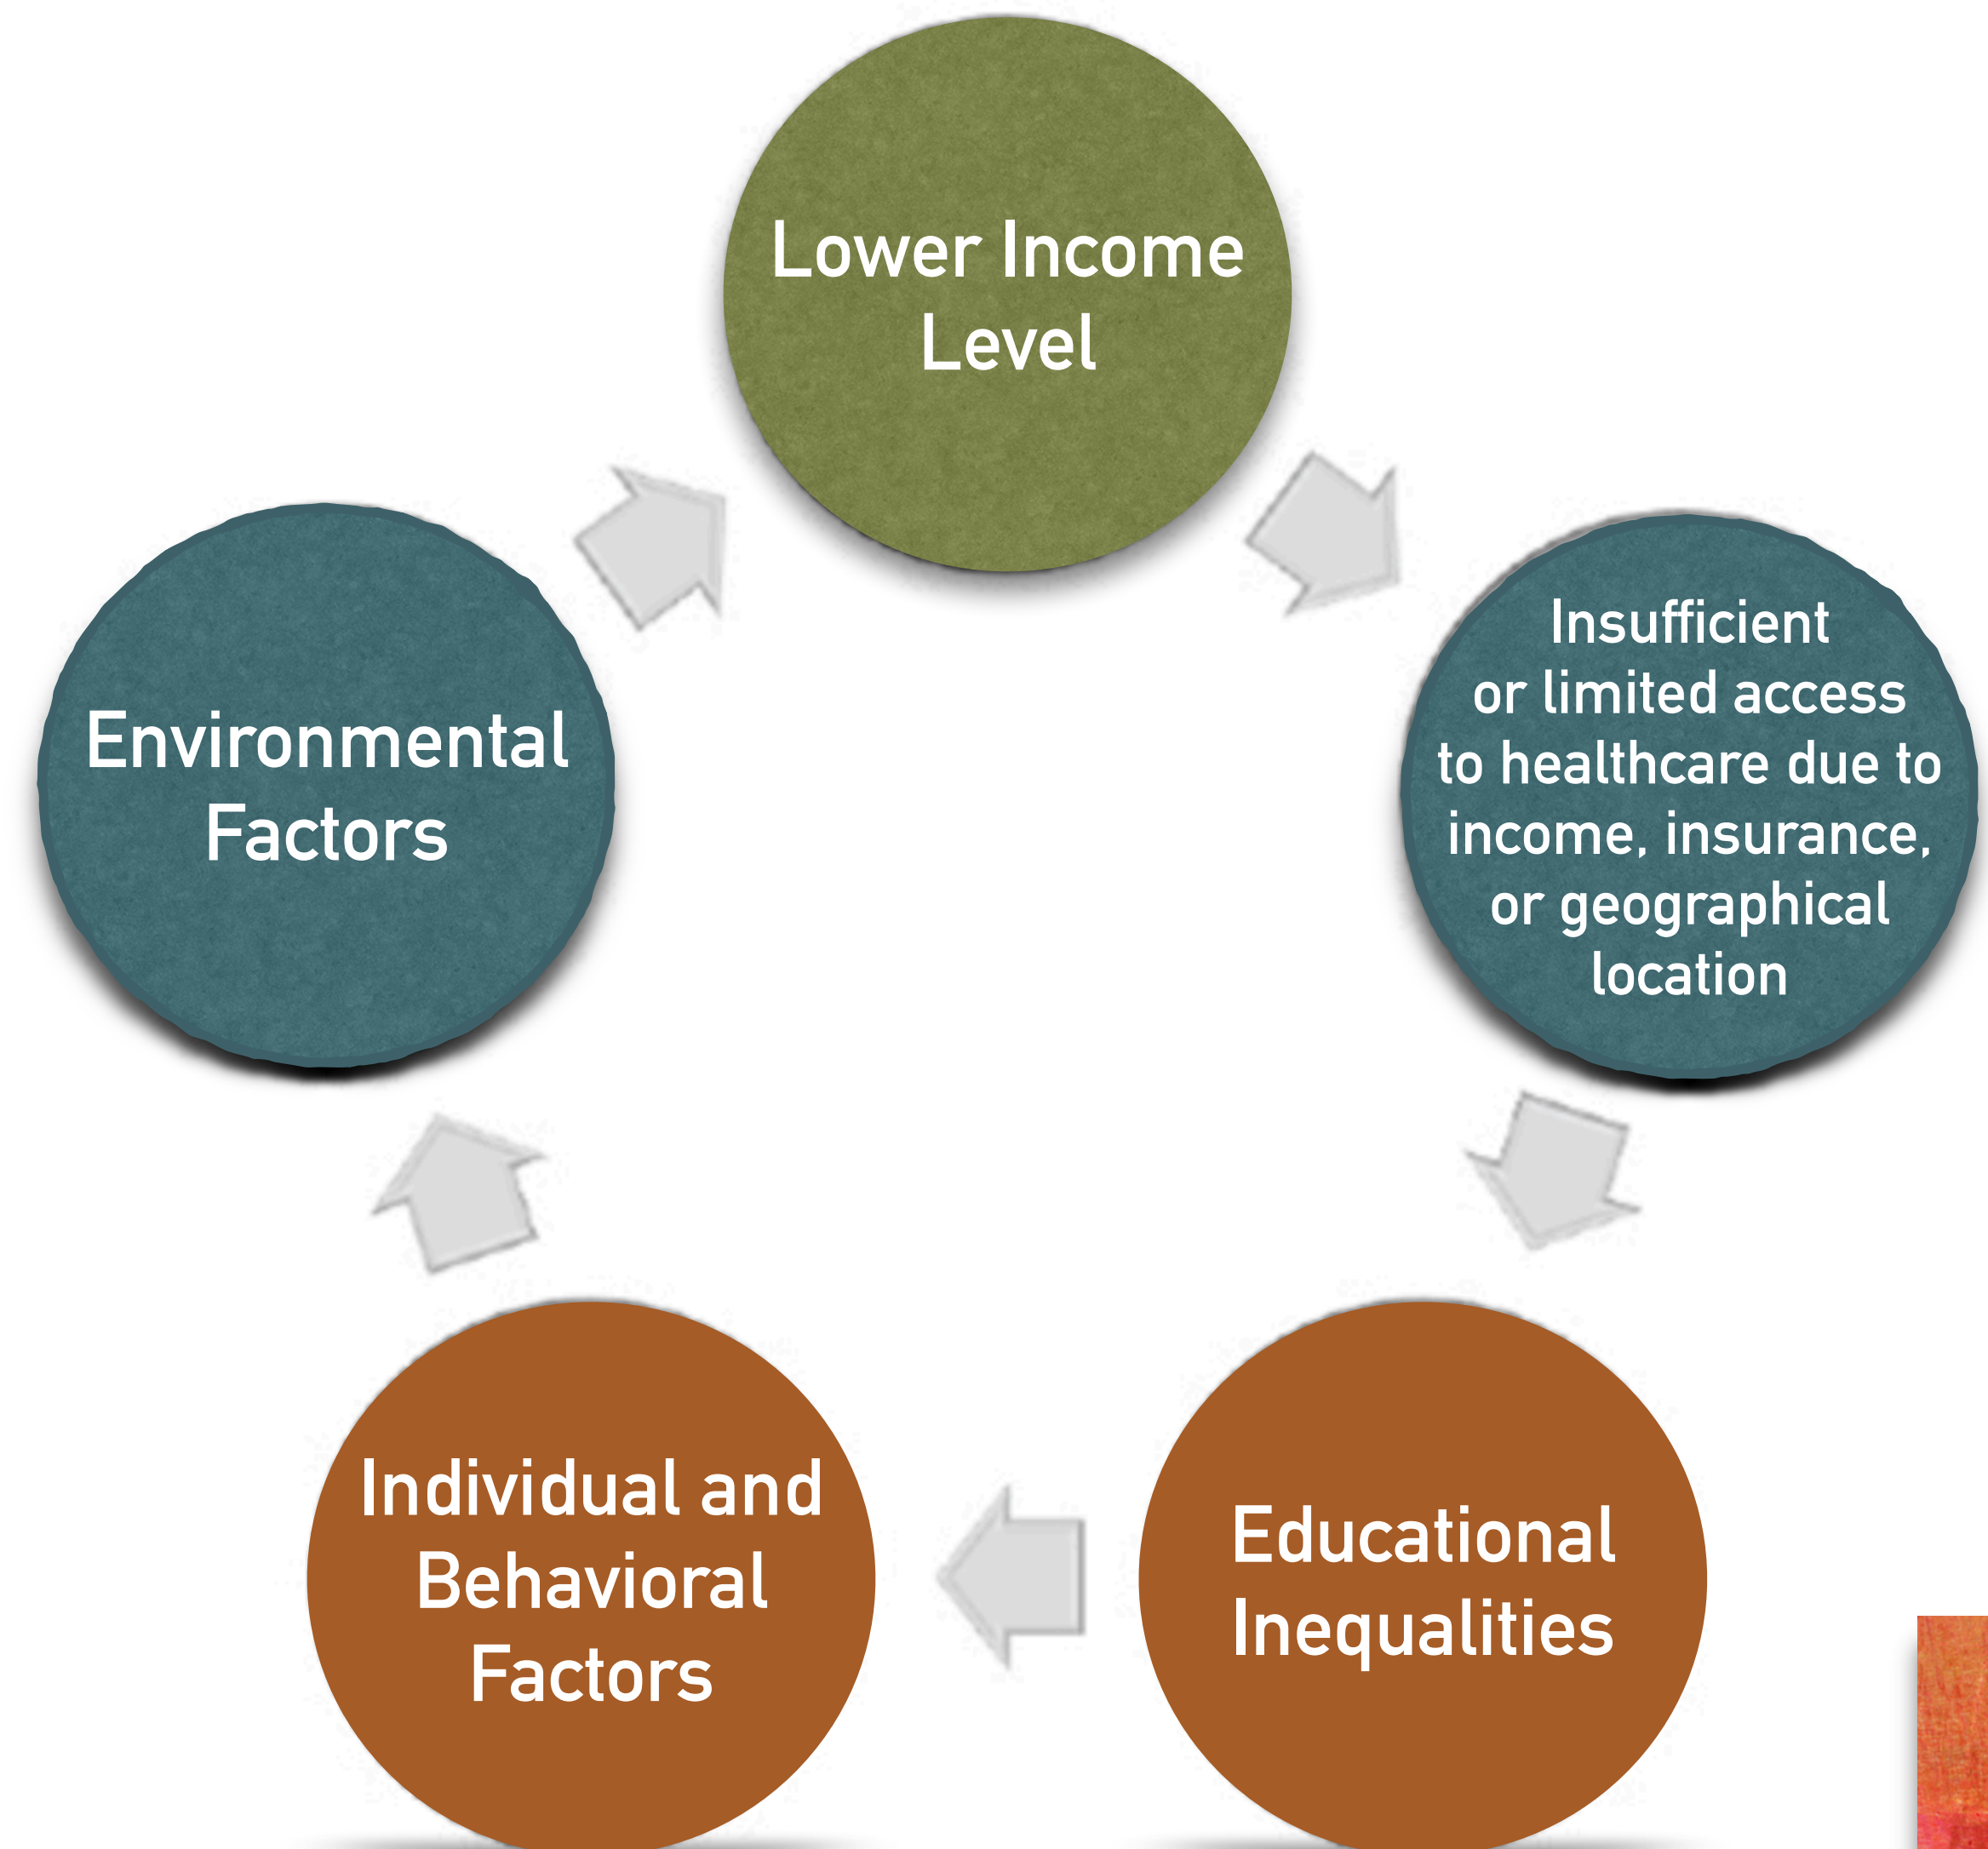 Lower Income
Level
Insufficient
or limited access
to healthcare due to
income, insurance,
or geographical
location
Educational
Inequalities
Individual and
Behavioral
Factors
Environmental
Factors